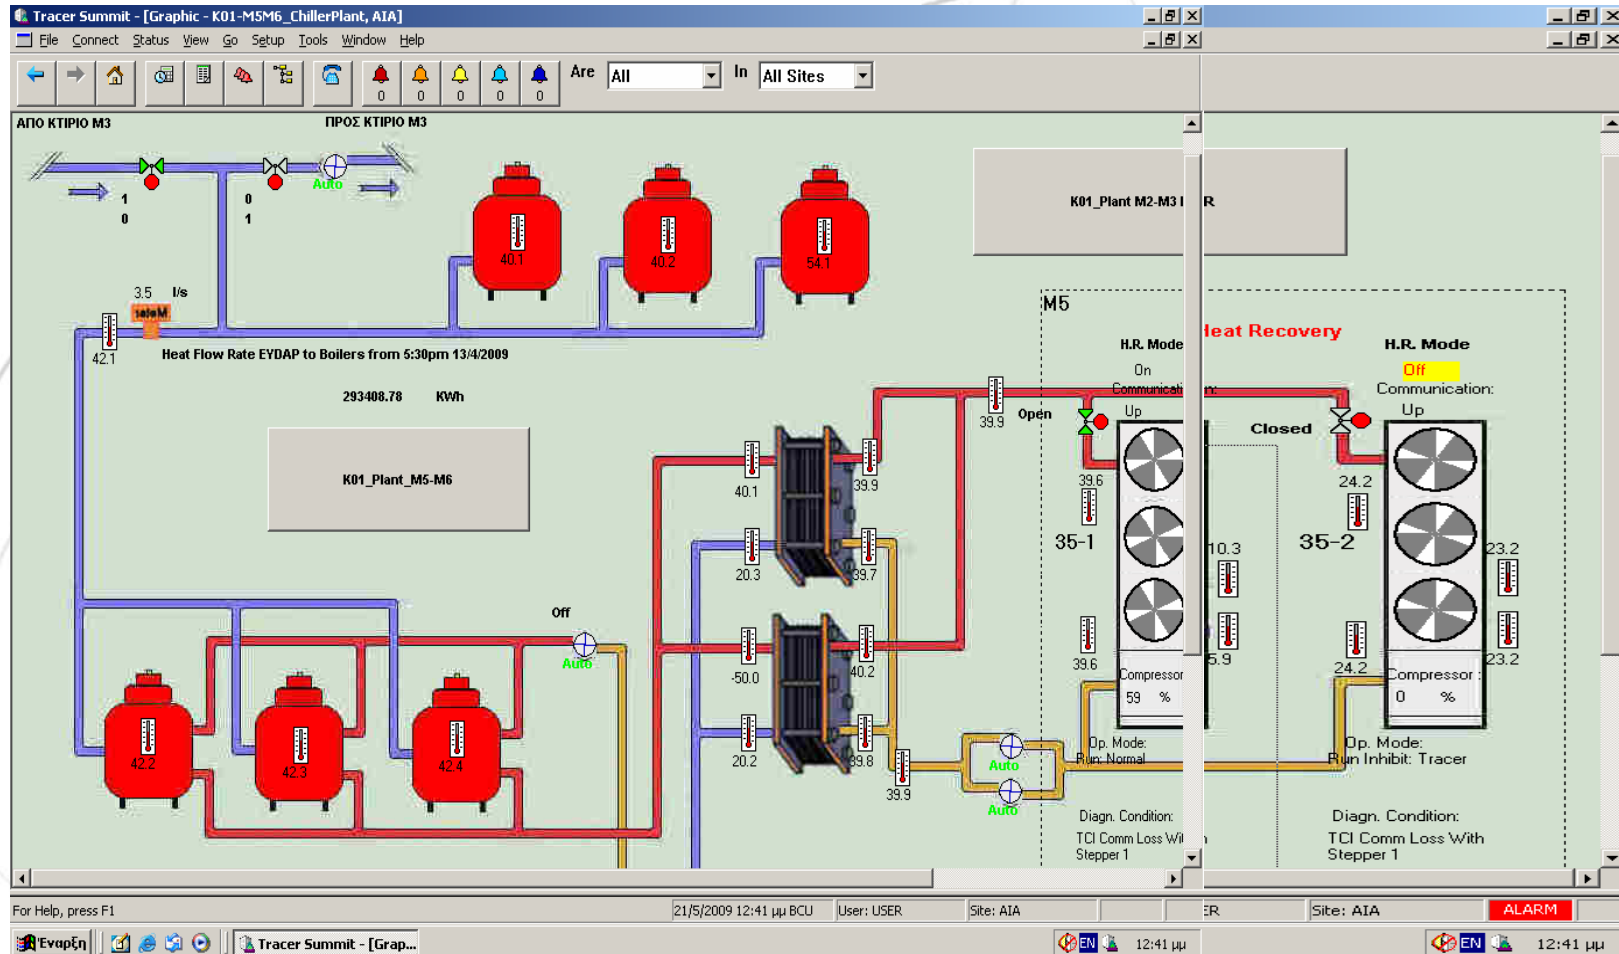 Tracer Summit - [Graphic - K01-M5M6_ChillerPlant, AIA]
File Connect Status View Go Setup Tools Window Help
0 0 0 0 0 Are All In All Sites
ΑΠΟ ΚΤΙΡΙΟ Μ3 ΠΡΟΣ ΚΤΙΡΙΟ Μ3
Auto
1 0
0 1
40.1 40.2 54.1
K01_Plant M2-M3 R
3.5 l/s
42.1
Heat Flow Rate EYDAP to Boilers from 5:30pm 13/4/2009
293408.78 KWh
K01_Plant_M5-M6
M5
Heat Recovery
H.R. Mode H.R. Mode
On Off
Communication: Communication:
Up Up
39.9 Open Closed
40.1 39.9 39.6 24.2
35-1 35-2
20.3 39.7 10.3 23.2
Off
Auto
-50.0 40.2 39.6 5.9 24.2 23.2
Compressor Compressor :
59 % 0 %
20.2 39.8
39.9
Auto
Auto
42.2 42.3 42.4
Op. Mode: Op. Mode:
Run: Normal Run Inhibit: Tracer
Diagn. Condition: Diagn. Condition:
TCI Comm Loss With TCI Comm Loss With
Stepper 1 Stepper 1
For Help, press F1 21/5/2009 12:41 μμ BCU User: USER Site: AIA ER Site: AIA ALARM
Έναρξη Tracer Summit - [Grap... EN 12:41 μμ EN 12:41 μμ